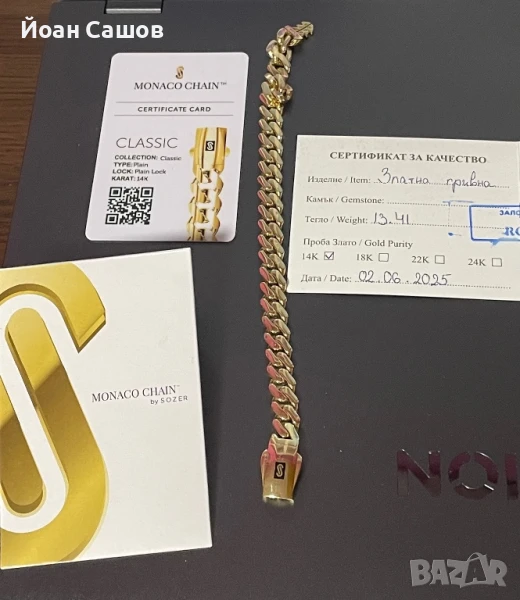 Йоан Сашов
MONACO CHAIN™
CERTIFICATE CARD
CLASSIC
COLLECTION: Classic
TYPE: Plain
LOCK: Plain Lock
KARAT: 14K
СЕРТИФИКАТ ЗА КАЧЕСТВО
Изделие / Item: Златна гривна
Камък / Gemstone:
Тегло / Weight: 13.41
Проба Злато / Gold Purity
14K ☑ 18K ☐ 22K ☐ 24K ☐
Дата / Date: 02.06.2025
MONACO CHAIN™
by SOZER
BAZAR